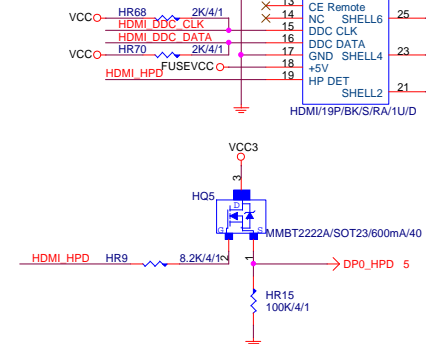 13 CE Remote
14 NC SHELL6 25
VCC HR68 2K/4/1
HDMI_DDC_CLK 15 DDC CLK
HDMI_DDC_DATA 16 DDC DATA
VCC HR70 2K/4/1 17 GND SHELL4 23
FUSEVCC 18 +5V
HDMI_HPD 19 HP DET
SHELL2 21
HDMI/19P/BK/S/RA/1U/D
VCC3
3
HQ5
D
G S
MMBT2222A/SOT23/600mA/40
HDMI_HPD HR9 8.2K/4/1 2 1 DP0_HPD 5
HR15
100K/4/1